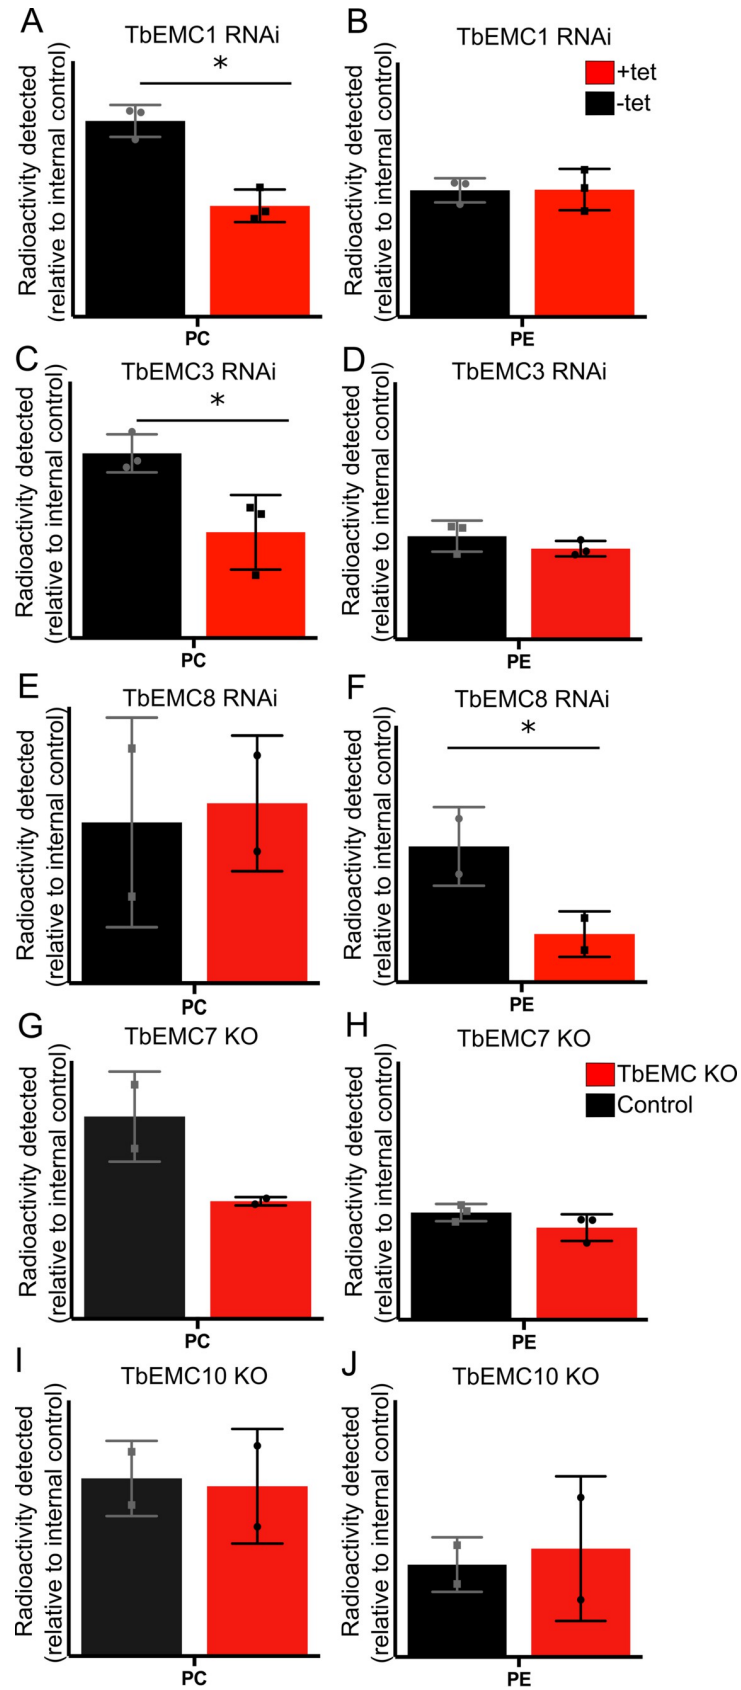 A
TbEMC1 RNAi
*
Radioactivity detected
(relative to internal control)
PC
B
TbEMC1 RNAi
+tet
-tet
Radioactivity detected
(relative to internal control)
PE
C
TbEMC3 RNAi
*
Radioactivity detected
(relative to internal control)
PC
D
TbEMC3 RNAi
Radioactivity detected
(relative to internal control)
PE
E
TbEMC8 RNAi
Radioactivity detected
(relative to internal control)
PC
F
TbEMC8 RNAi
*
Radioactivity detected
(relative to internal control)
PE
G
TbEMC7 KO
Radioactivity detected
(relative to internal control)
PC
H
TbEMC7 KO
TbEMC KO
Control
Radioactivity detected
(relative to internal control)
PE
I
TbEMC10 KO
Radioactivity detected
(relative to internal control)
PC
J
TbEMC10 KO
Radioactivity detected
(relative to internal control)
PE